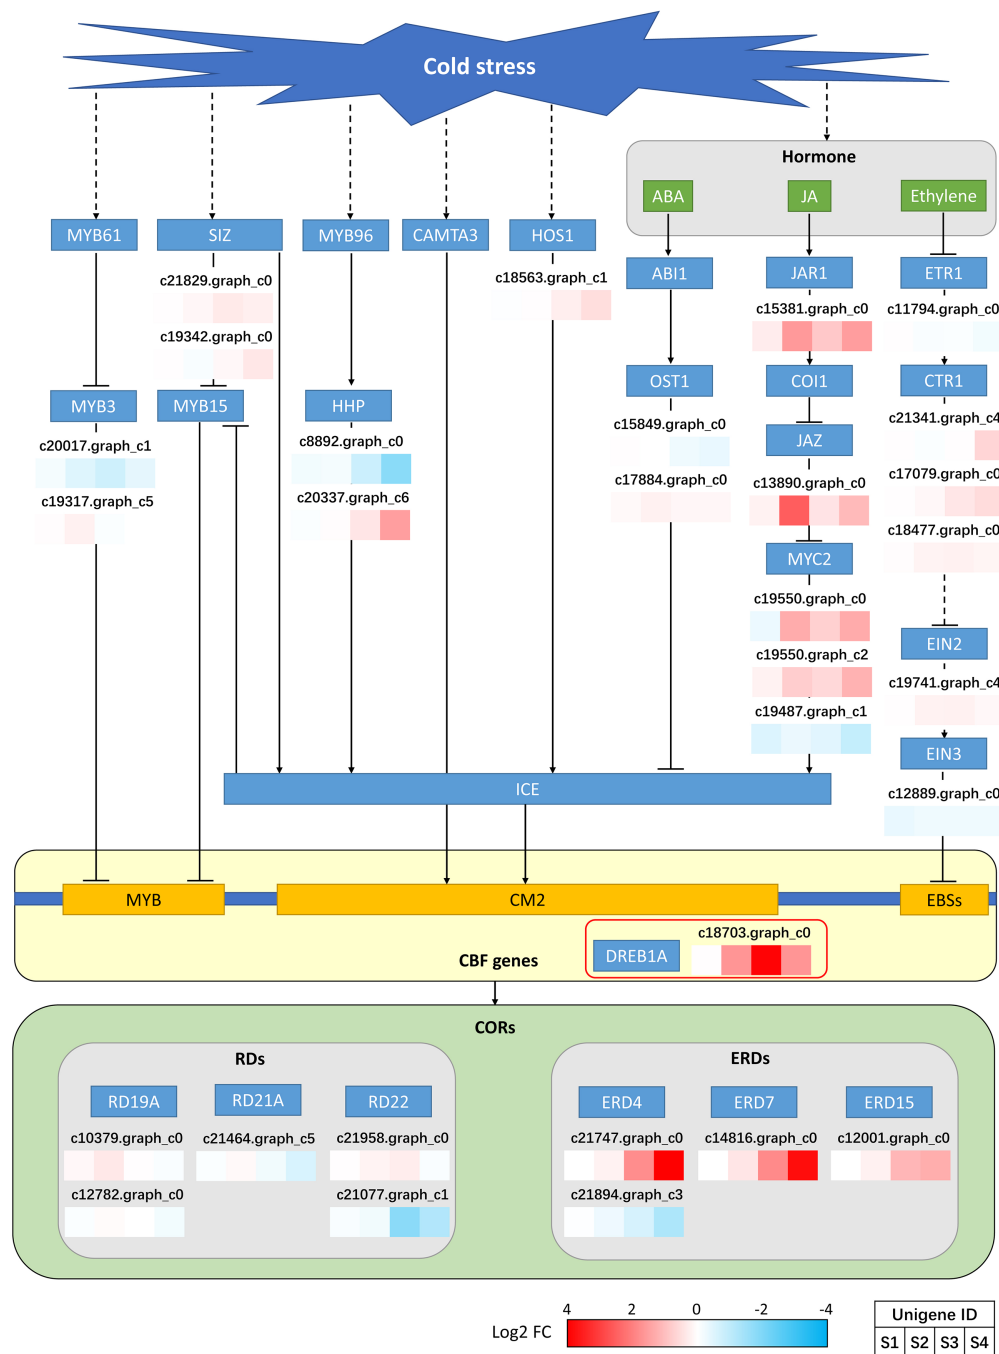 Cold stress
Hormone
ABA JA Ethylene
MYB61 SIZ MYB96 CAMTA3 HOS1
ABI1 JAR1 ETR1
c21829.graph_c0
c18563.graph_c1
c15381.graph_c0
c11794.graph_c0
c19342.graph_c0
OST1 COI1 CTR1
MYB3 MYB15 HHP
c15849.graph_c0
c21341.graph_c4
c20017.graph_c1
c8892.graph_c0
JAZ
c17884.graph_c0
c13890.graph_c0
c17079.graph_c0
c19317.graph_c5
c20337.graph_c6
c18477.graph_c0
MYC2
c19550.graph_c0
EIN2
c19550.graph_c2
c19741.graph_c4
c19487.graph_c1
EIN3
ICE
c12889.graph_c0
MYB CM2 EBSs
c18703.graph_c0
DREB1A
CBF genes
CORs
RDs ERDs
RD19A RD21A RD22 ERD4 ERD7 ERD15
c10379.graph_c0 c21464.graph_c5 c21958.graph_c0 c21747.graph_c0 c14816.graph_c0 c12001.graph_c0
c12782.graph_c0 c21077.graph_c1 c21894.graph_c3
4 2 0 -2 -4
Log2 FC
Unigene ID
S1 S2 S3 S4